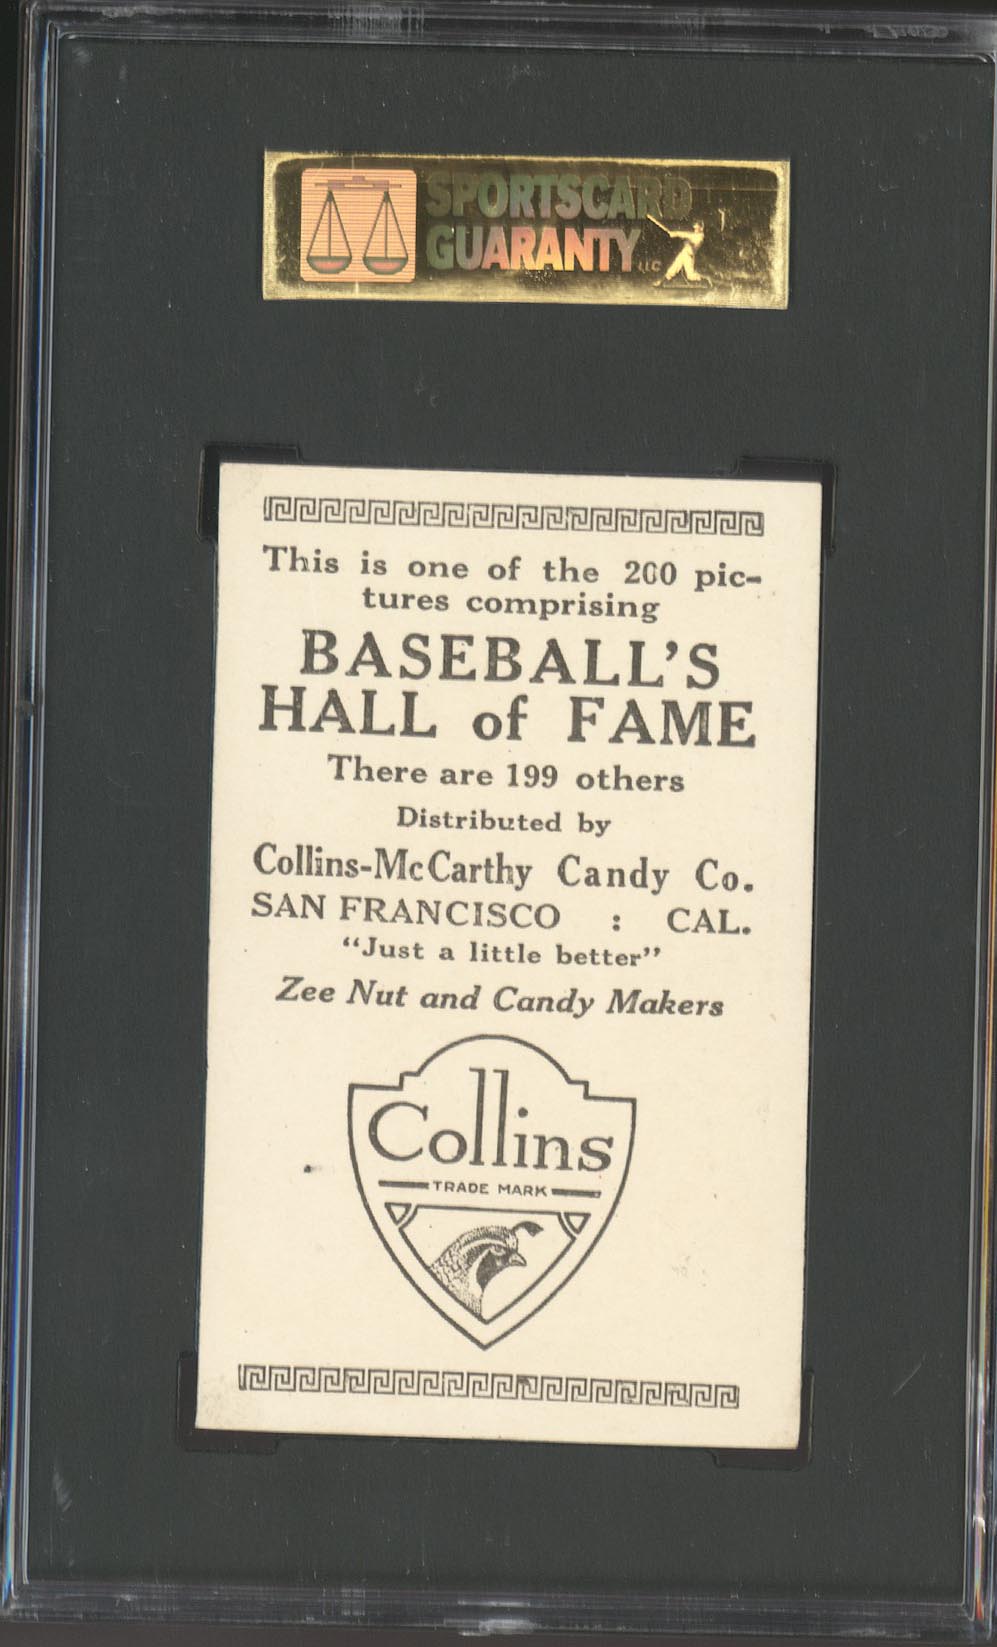 SPORTSCARD
GUARANTY LLC
This is one of the 200 pic-
tures comprising
BASEBALL'S
HALL of FAME
There are 199 others
Distributed by
Collins-McCarthy Candy Co.
SAN FRANCISCO : CAL.
"Just a little better"
Zee Nut and Candy Makers
Collins
TRADE MARK